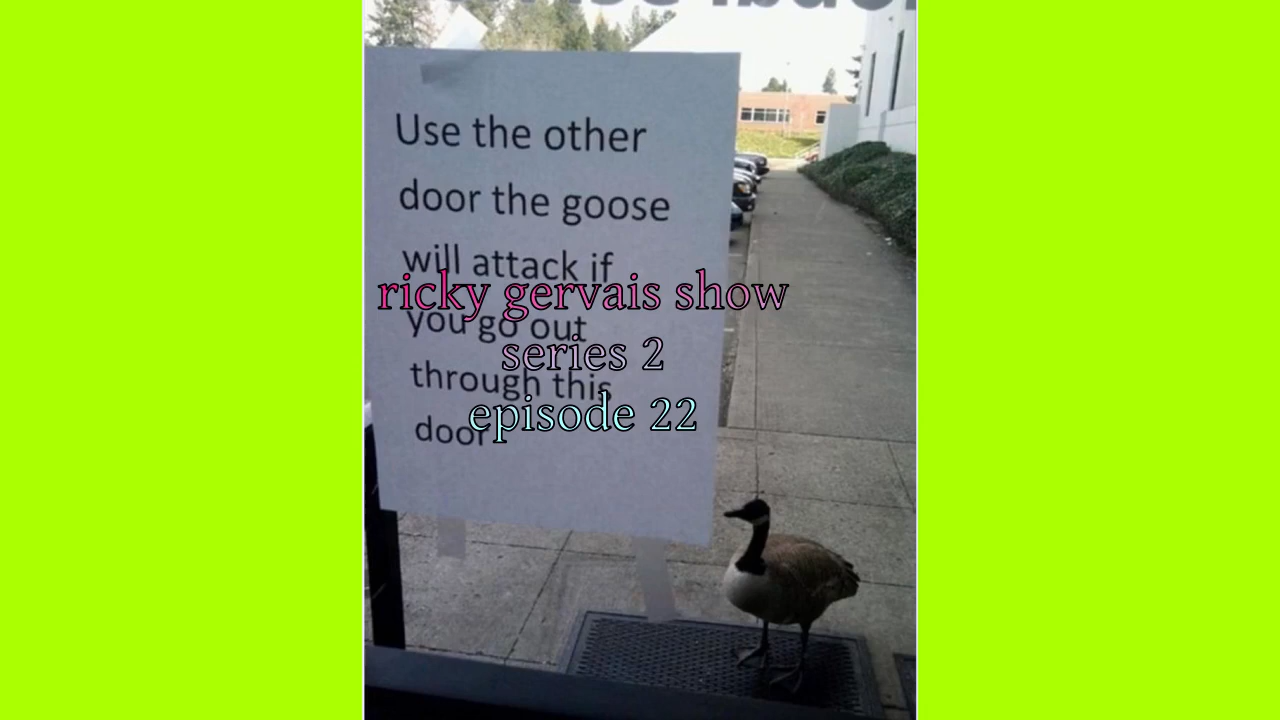 Use the other
door the goose
will attack if
ricky gervais show
you go out
series 2
through this
episode 22
door